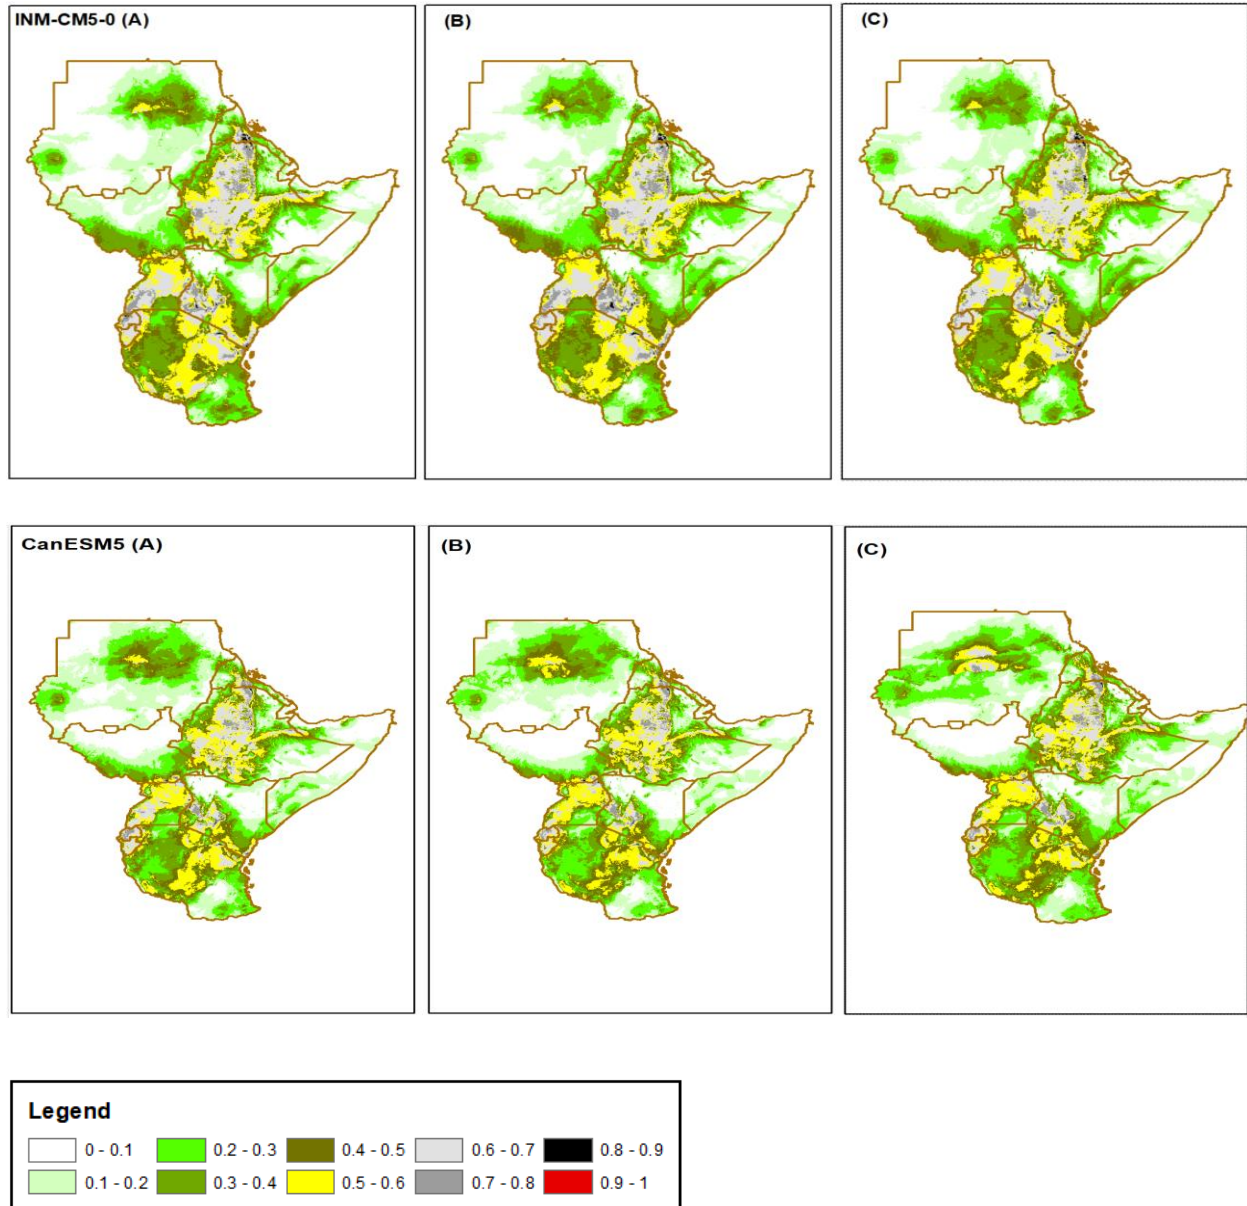 INM-CM5-0 (A)
(B)
(C)
CanESM5 (A)
(B)
(C)
Legend
0 - 0.1
0.2 - 0.3
0.4 - 0.5
0.6 - 0.7
0.8 - 0.9
0.1 - 0.2
0.3 - 0.4
0.5 - 0.6
0.7 - 0.8
0.9 - 1